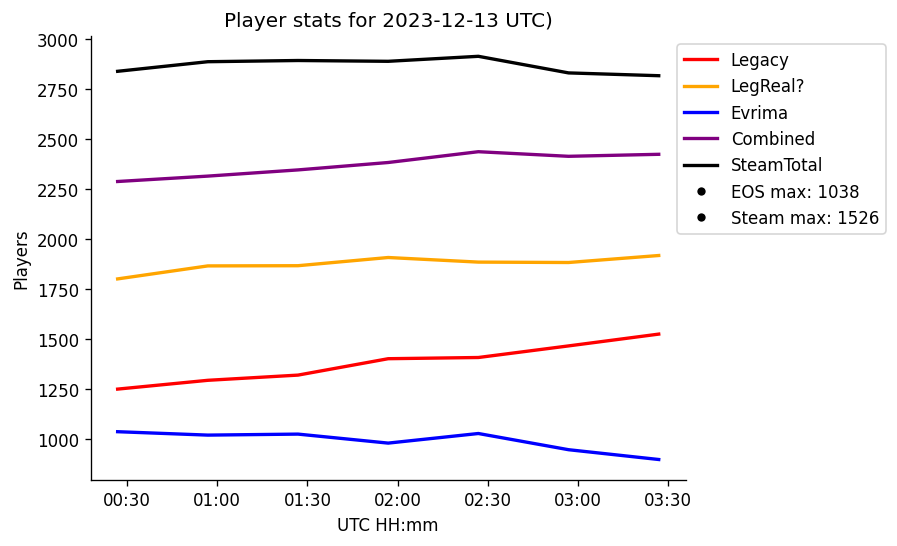 Player stats for 2023-12-13 UTC)
3000
2750
2500
2250
2000
1750
1500
1250
1000
Players
00:30 01:00 01:30 02:00 02:30 03:00 03:30
UTC HH:mm
Legacy
LegReal?
Evrima
Combined
SteamTotal
EOS max: 1038
Steam max: 1526